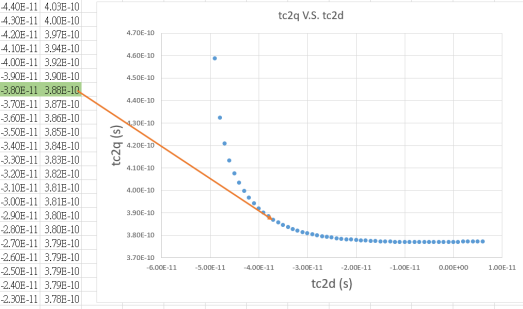 -4.40E-11 4.03E-10
-4.30E-11 4.00E-10
-4.20E-11 3.97E-10
-4.10E-11 3.94E-10
-4.00E-11 3.92E-10
-3.90E-11 3.90E-10
-3.80E-11 3.88E-10
-3.70E-11 3.87E-10
-3.60E-11 3.86E-10
-3.50E-11 3.85E-10
-3.40E-11 3.84E-10
-3.30E-11 3.83E-10
-3.20E-11 3.82E-10
-3.10E-11 3.81E-10
-3.00E-11 3.81E-10
-2.90E-11 3.80E-10
-2.80E-11 3.80E-10
-2.70E-11 3.79E-10
-2.60E-11 3.79E-10
-2.50E-11 3.79E-10
-2.40E-11 3.79E-10
-2.30E-11 3.78E-10
tc2q V.S. tc2d
4.70E-10
4.60E-10
4.50E-10
4.40E-10
4.30E-10
4.20E-10
4.10E-10
4.00E-10
3.90E-10
3.80E-10
3.70E-10
tc2q (s)
-6.00E-11 -5.00E-11 -4.00E-11 -3.00E-11 -2.00E-11 -1.00E-11 0.00E+00 1.00E-11
tc2d (s)